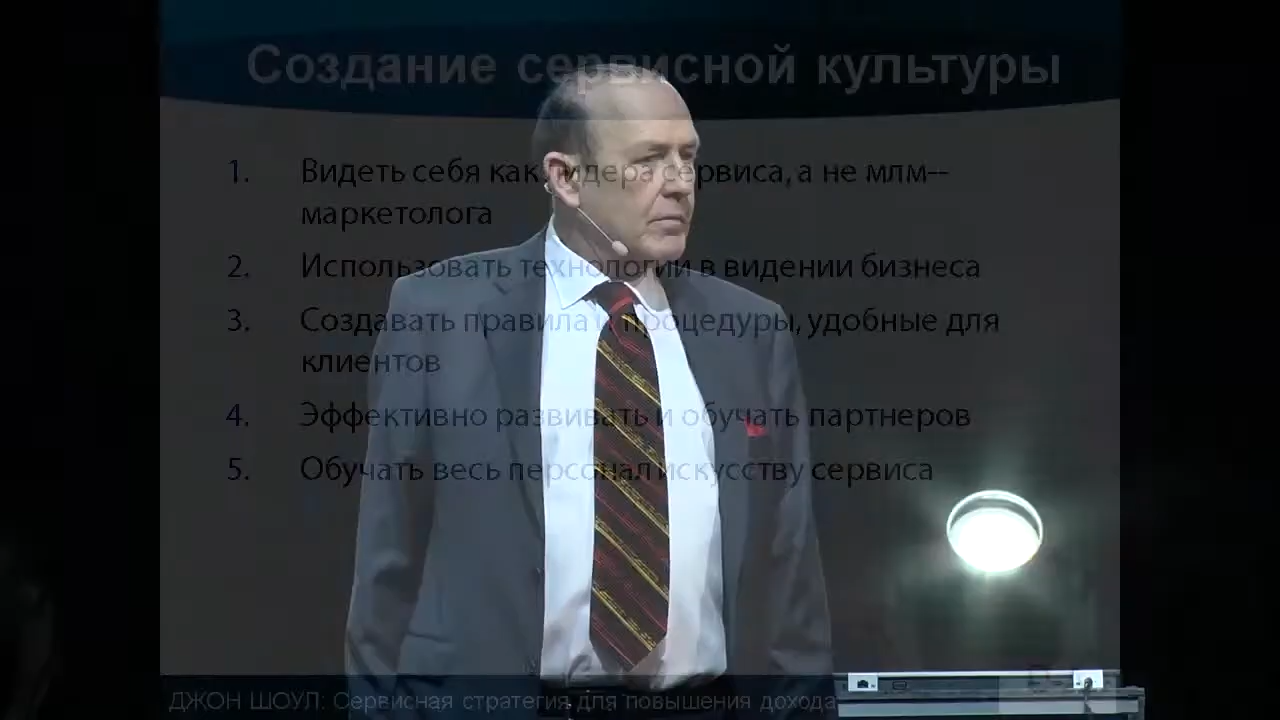 Создание сервисной культуры
1. Видеть себя как лидера сервиса, а не млм--
маркетолога
2. Использовать технологии в видении бизнеса
3. Создавать правила и процедуры, удобные для
клиентов
4. Эффективно развивать и обучать партнеров
5. Обучать весь персонал искусству сервиса
ДЖОН ШОУЛ: Сервисная стратегия для повышения дохода